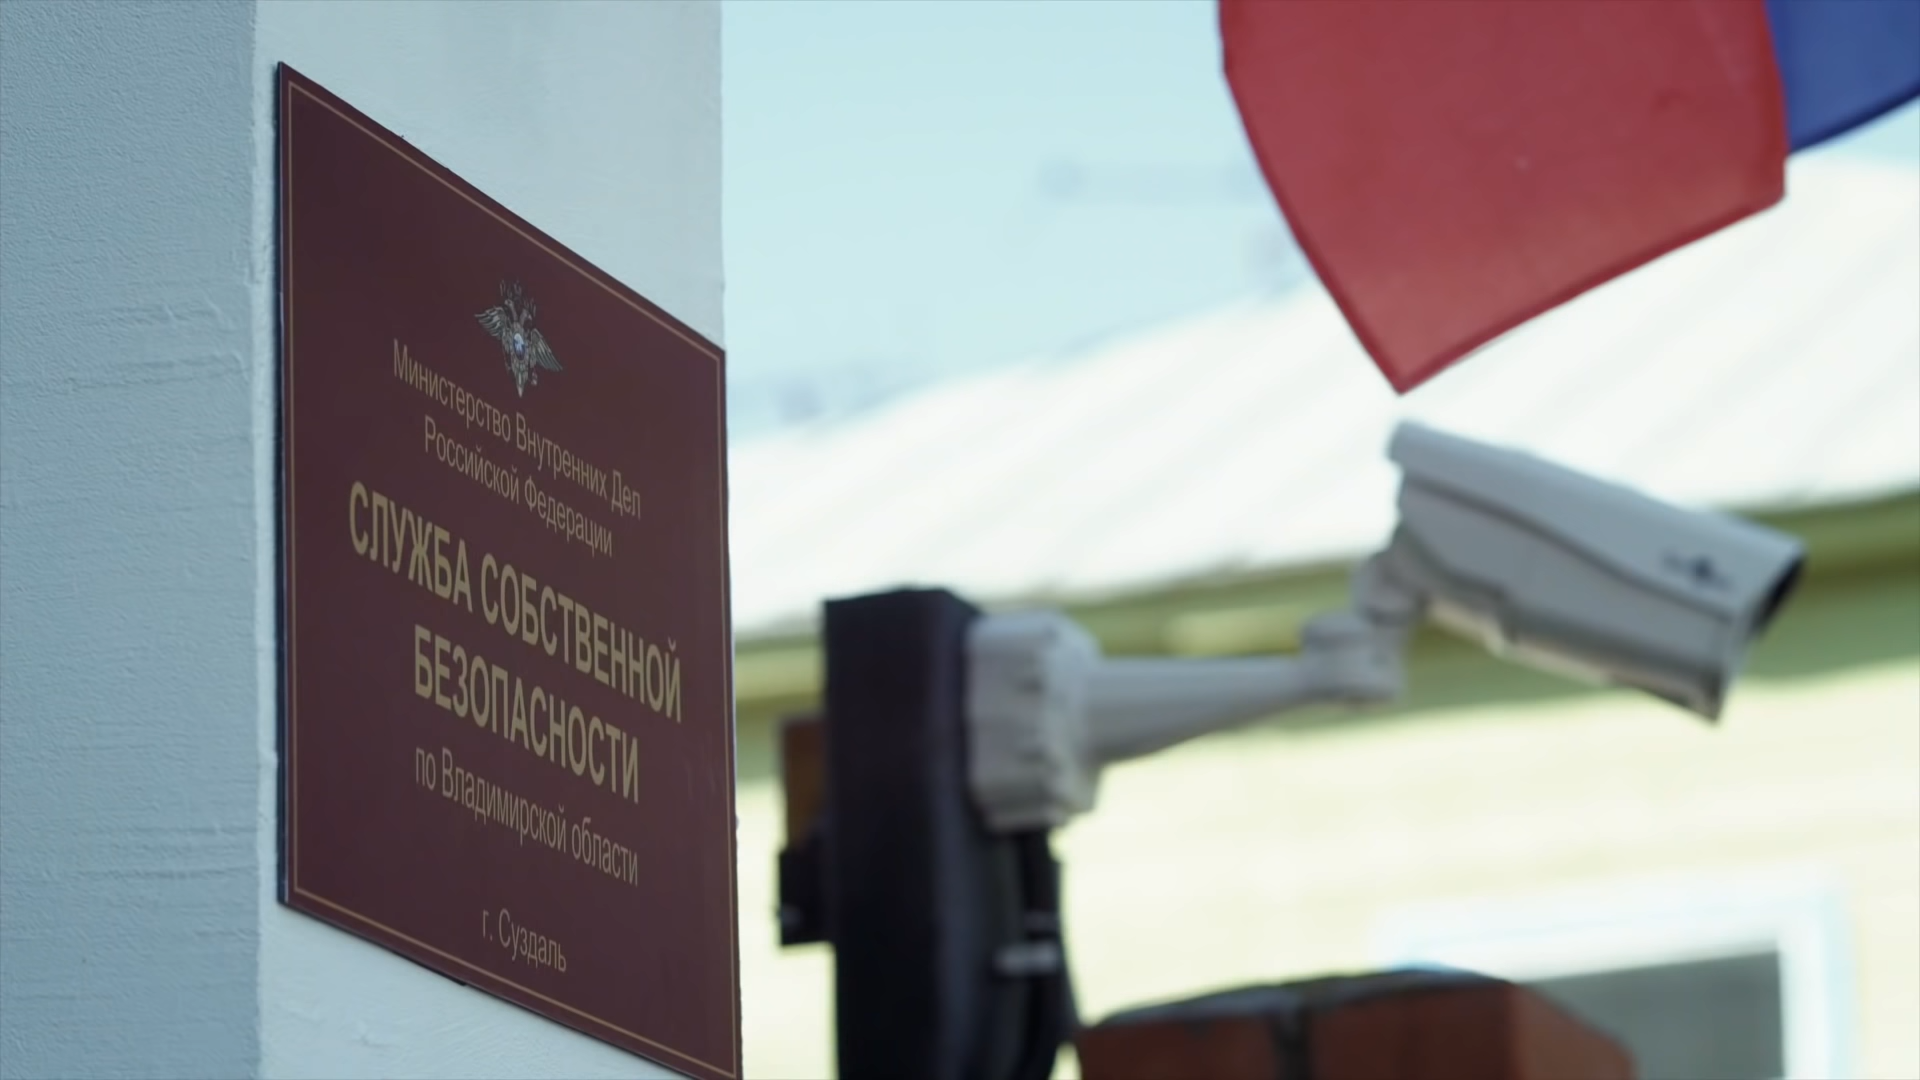 Министерство Внутренних Дел
Российской Федерации
СЛУЖБА СОБСТВЕННОЙ
БЕЗОПАСНОСТИ
по Владимирской области
г. Суздаль